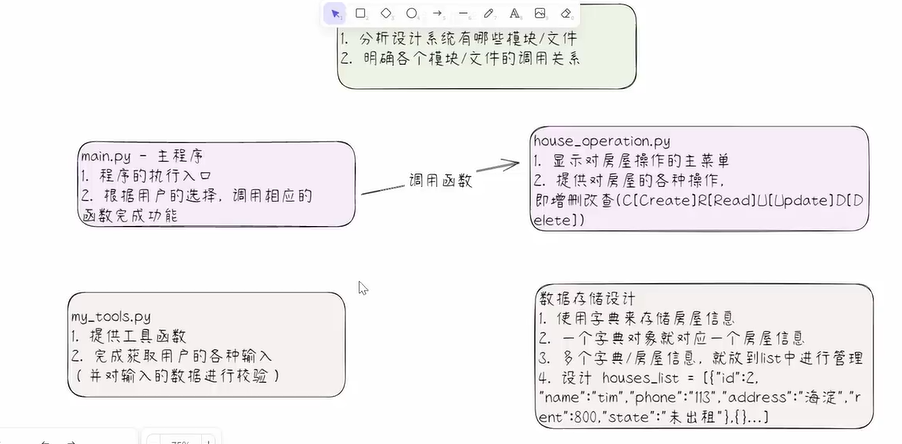 1. 分析设计系统有哪些模块/文件
2. 明确各个模块/文件的调用关系
main.py - 主程序
1. 程序的执行入口
2. 根据用户的选择，调用相应的
函数完成功能
调用函数
house_operation.py
1. 显示对房屋操作的主菜单
2. 提供对房屋的各种操作，
即增删改查(C[Create]R[Read]U[Update]D[D
elete])
my_tools.py
1. 提供工具函数
2. 完成获取用户的各种输入
（并对输入的数据进行校验）
数据存储设计
1. 使用字典来存储房屋信息
2. 一个字典对象就对应一个房屋信息
3. 多个字典/房屋信息，就放到list中进行管理
4. 设计 houses_list = [{"id":2,
"name":"tim","phone":"113","address":"海淀","r
ent":800,"state":"未出租"},{}...]